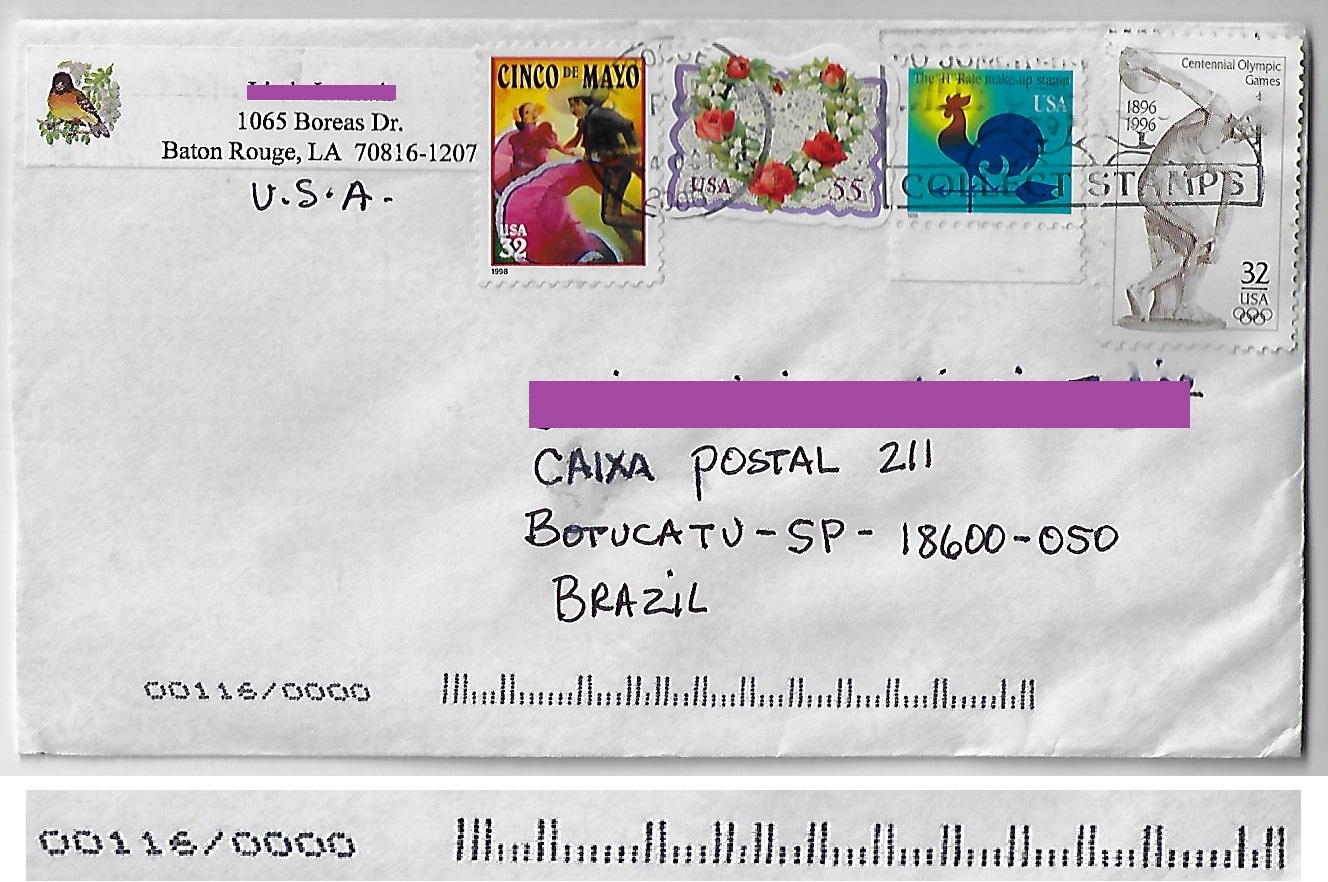 1065 Boreas Dr.
Baton Rouge, LA 70816-1207
U.S.A.
CINCO DE MAYO
USA
32
1998
USA
55
The "H" Rate make-up stamp
USA
Centennial Olympic
Games
1896
1996
32
USA
COLLECT STAMPS
CAIXA POSTAL 211
BOTUCATU-SP- 18600-050
BRAZIL
00116/0000
00116/0000